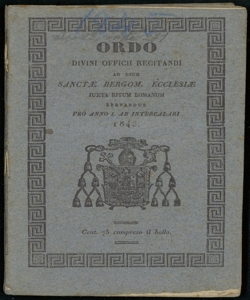 ORDO
DIVINI OFFICII RECITANDI
AD USUM
SANCTÆ BERGOM. ECCLESIÆ
JUXTA RITUM ROMANUM
SERVANDUS
PRO ANNO I. AB INTERCALARI
184
Cent. 75 compreso il bollo.